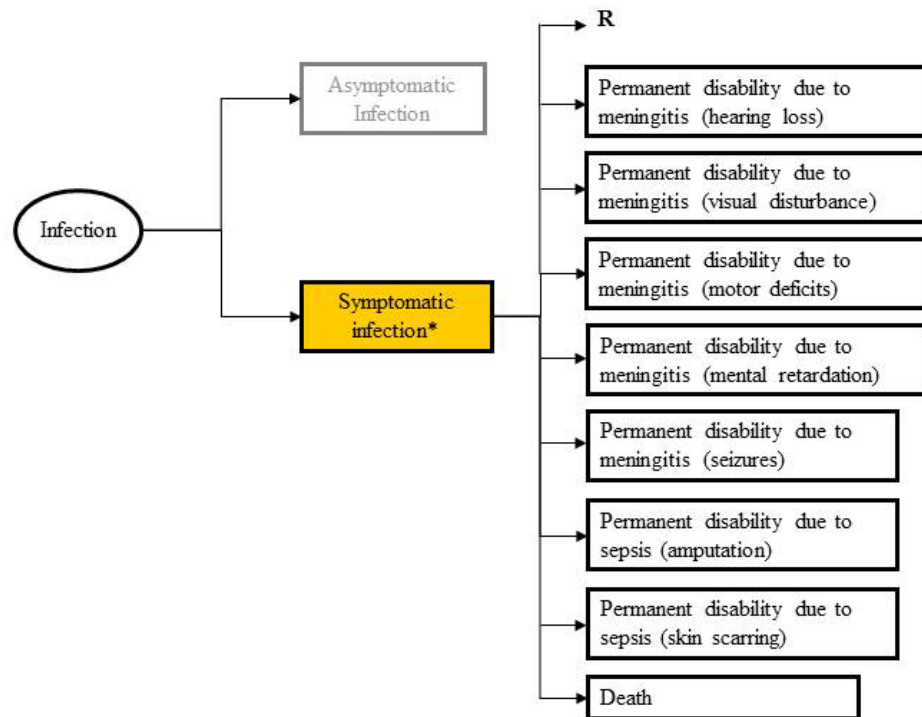 R
Asymptomatic
Infection
Permanent disability due to
meningitis (hearing loss)
Permanent disability due to
meningitis (visual disturbance)
Infection
Permanent disability due to
meningitis (motor deficits)
Symptomatic
infection*
Permanent disability due to
meningitis (mental retardation)
Permanent disability due to
meningitis (seizures)
Permanent disability due to
sepsis (amputation)
Permanent disability due to
sepsis (skin scarring)
Death